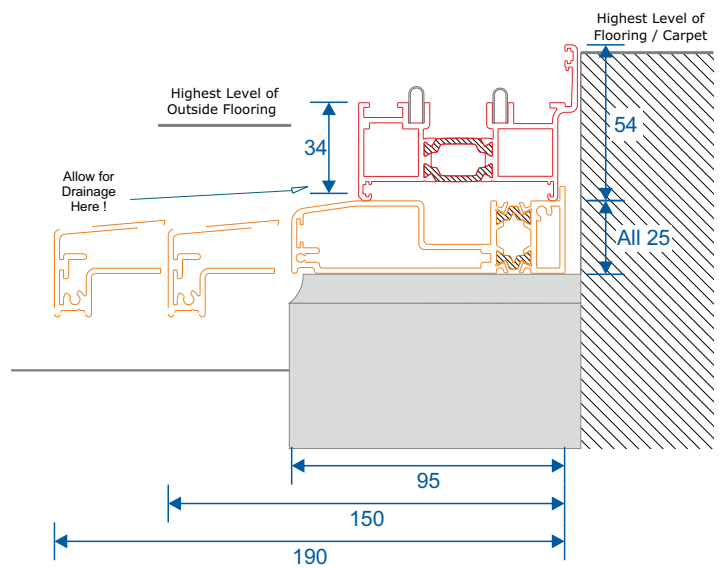 Highest Level of
Flooring / Carpet
Highest Level of
Outside Flooring
54
34
Allow for
Drainage
Here !
All 25
95
150
190